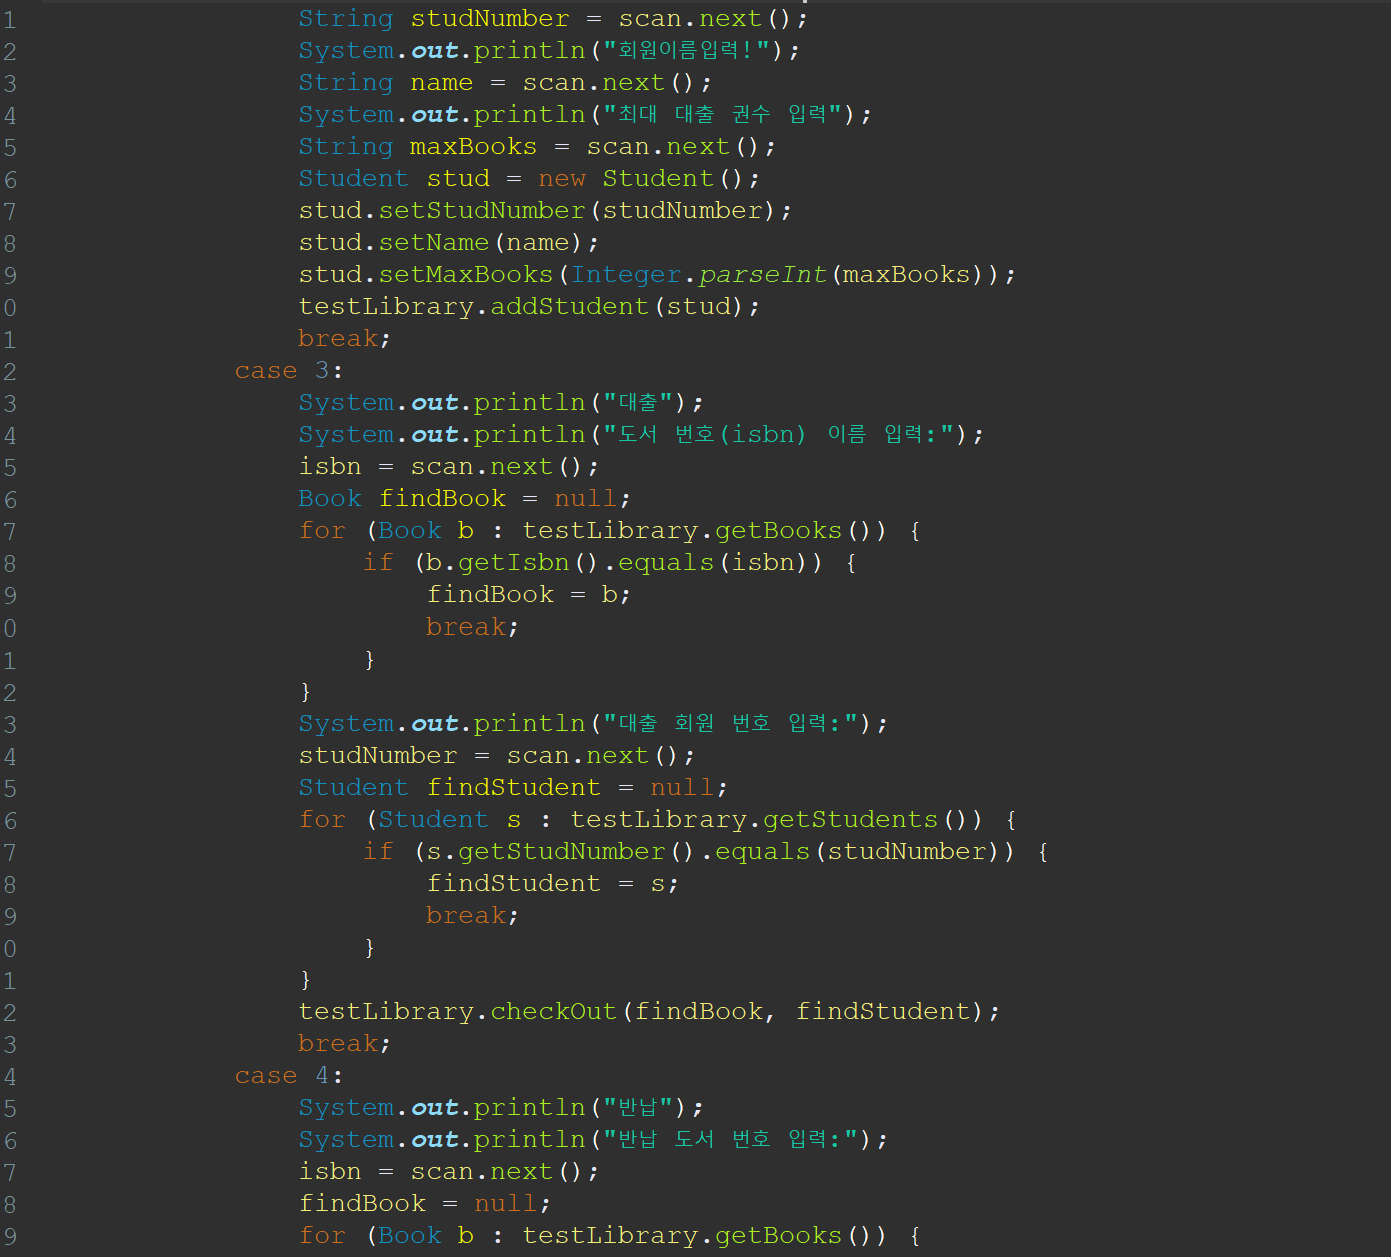 1 String studNumber = scan.next();
2 System.out.println("회원이름입력!");
3 String name = scan.next();
4 System.out.println("최대 대출 권수 입력");
5 String maxBooks = scan.next();
6 Student stud = new Student();
7 stud.setStudNumber(studNumber);
8 stud.setName(name);
9 stud.setMaxBooks(Integer.parseInt(maxBooks));
0 testLibrary.addStudent(stud);
1 break;
2 case 3:
3 System.out.println("대출");
4 System.out.println("도서 번호(isbn) 이름 입력:");
5 isbn = scan.next();
6 Book findBook = null;
7 for (Book b : testLibrary.getBooks()) {
8 if (b.getIsbn().equals(isbn)) {
9 findBook = b;
0 break;
1 }
2 }
3 System.out.println("대출 회원 번호 입력:");
4 studNumber = scan.next();
5 Student findStudent = null;
6 for (Student s : testLibrary.getStudents()) {
7 if (s.getStudNumber().equals(studNumber)) {
8 findStudent = s;
9 break;
0 }
1 }
2 testLibrary.checkOut(findBook, findStudent);
3 break;
4 case 4:
5 System.out.println("반납");
6 System.out.println("반납 도서 번호 입력:");
7 isbn = scan.next();
8 findBook = null;
9 for (Book b : testLibrary.getBooks()) {